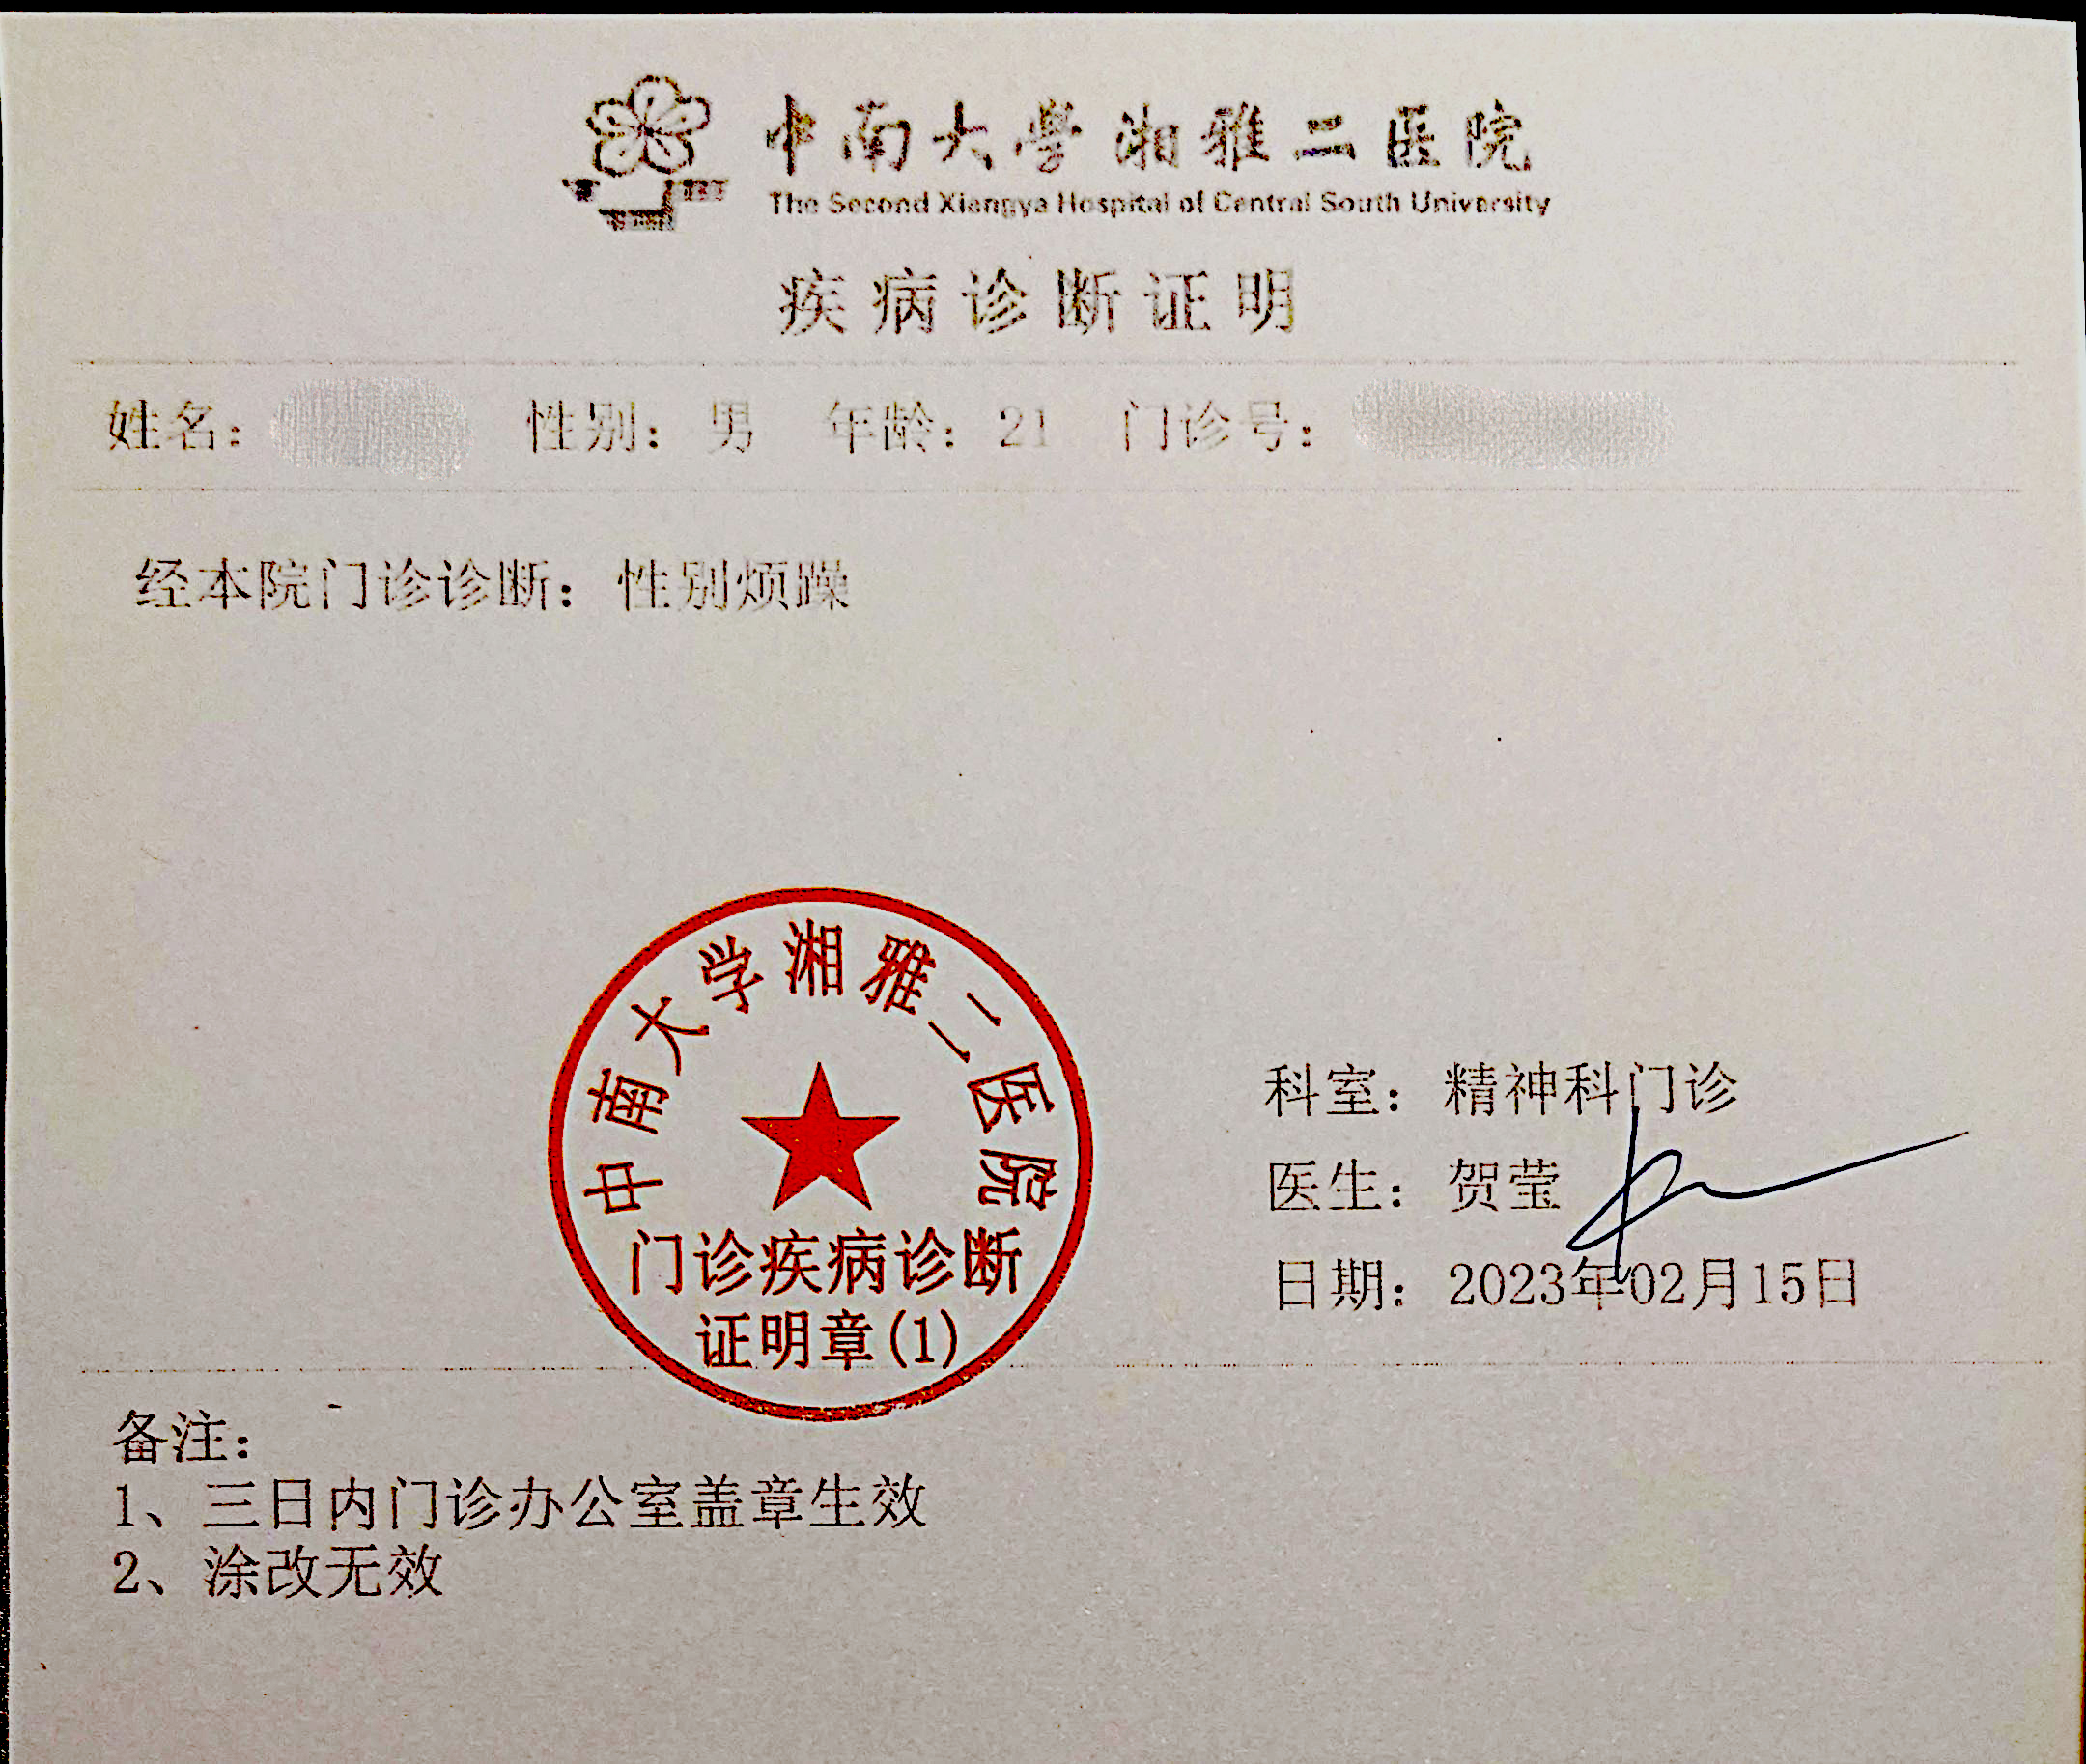 中南大學湘雅二医院
The Second Xiangya Hospital of Central South University
疾病诊断证明
姓名： 性别： 男 年龄：21 门诊号：
经本院门诊诊断：性别烦躁
中南大学湘雅二医院
门诊疾病诊断
证明章(1)
科室：精神科门诊
医生：贺莹
日期：2023年02月15日
备注：
1、三日内门诊办公室盖章生效
2、涂改无效